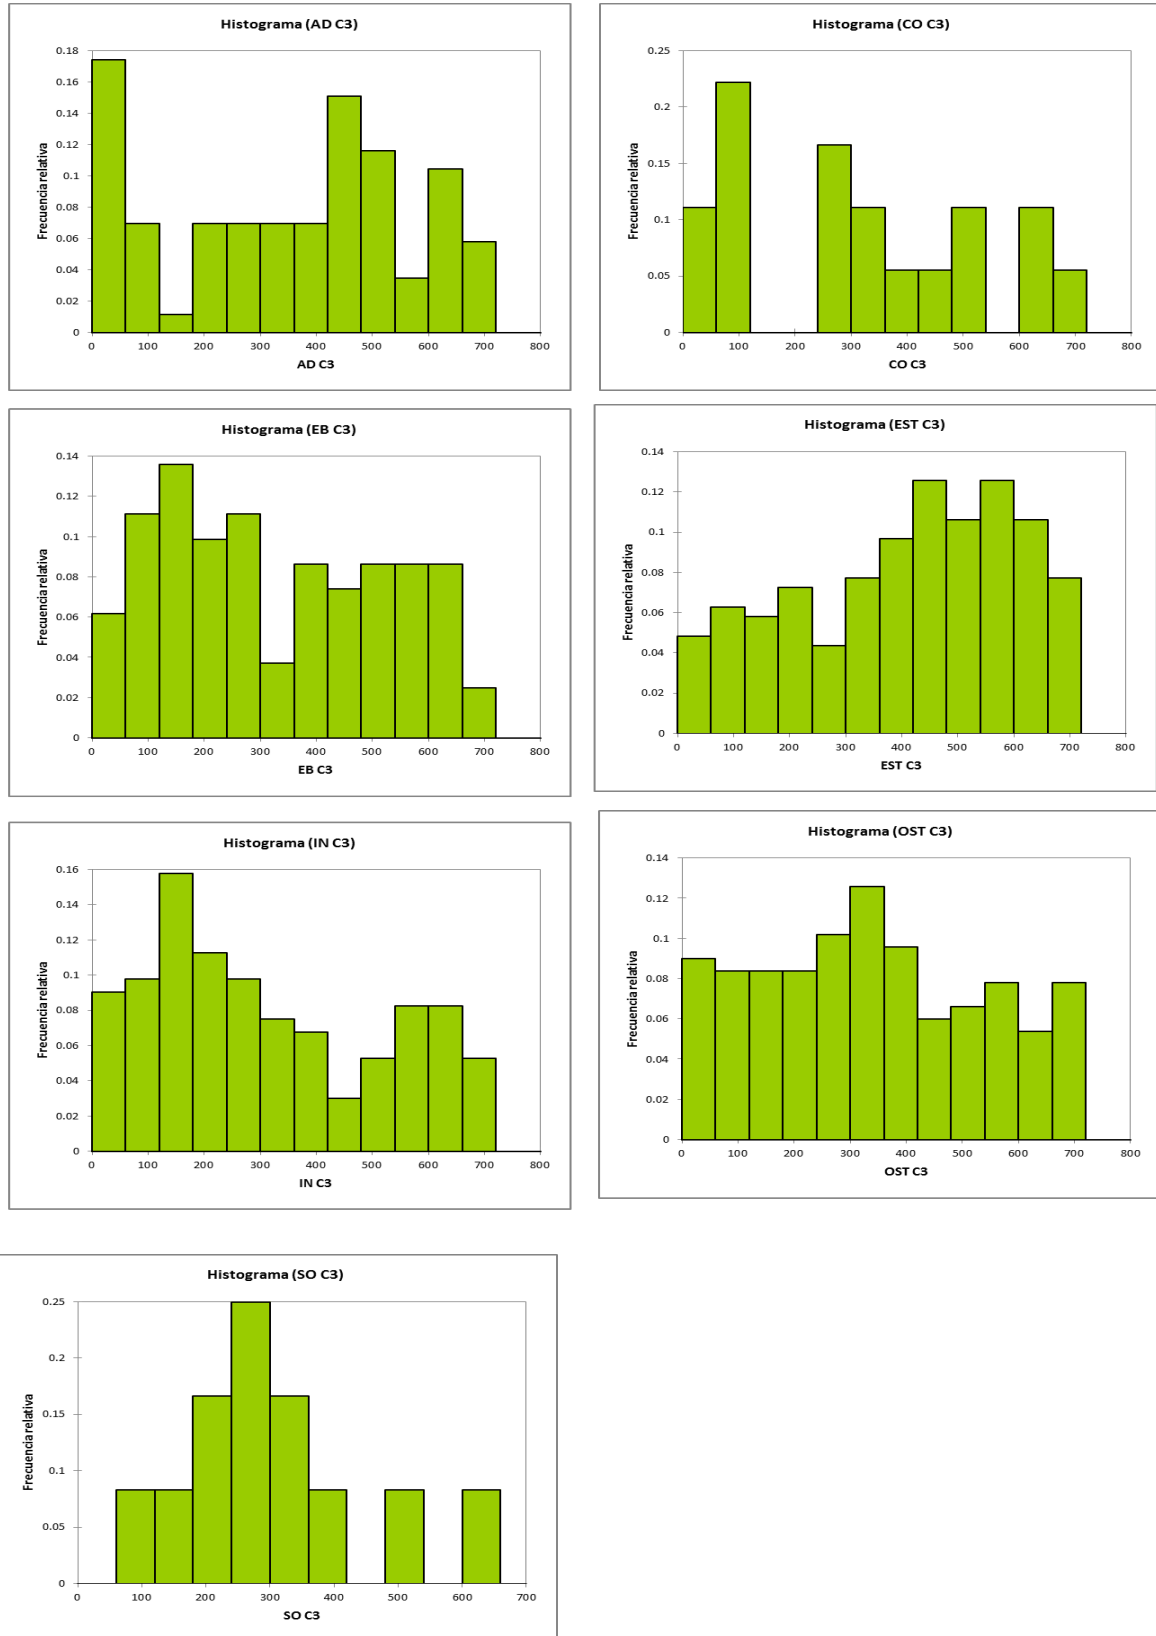 Histograma (AD C3)
0.18
0.16
0.14
0.12
0.1
0.08
0.06
0.04
0.02
0
Frecuencia relativa
0 100 200 300 400 500 600 700 800
AD C3
Histograma (CO C3)
0.25
0.2
0.15
0.1
0.05
0
Frecuencia relativa
0 100 200 300 400 500 600 700 800
CO C3
Histograma (EB C3)
0.14
0.12
0.1
0.08
0.06
0.04
0.02
0
Frecuencia relativa
0 100 200 300 400 500 600 700 800
EB C3
Histograma (EST C3)
0.14
0.12
0.1
0.08
0.06
0.04
0.02
0
Frecuencia relativa
0 100 200 300 400 500 600 700 800
EST C3
Histograma (IN C3)
0.16
0.14
0.12
0.1
0.08
0.06
0.04
0.02
0
Frecuencia relativa
0 100 200 300 400 500 600 700 800
IN C3
Histograma (OST C3)
0.14
0.12
0.1
0.08
0.06
0.04
0.02
0
Frecuencia relativa
0 100 200 300 400 500 600 700 800
OST C3
Histograma (SO C3)
0.25
0.2
0.15
0.1
0.05
0
Frecuencia relativa
0 100 200 300 400 500 600 700
SO C3